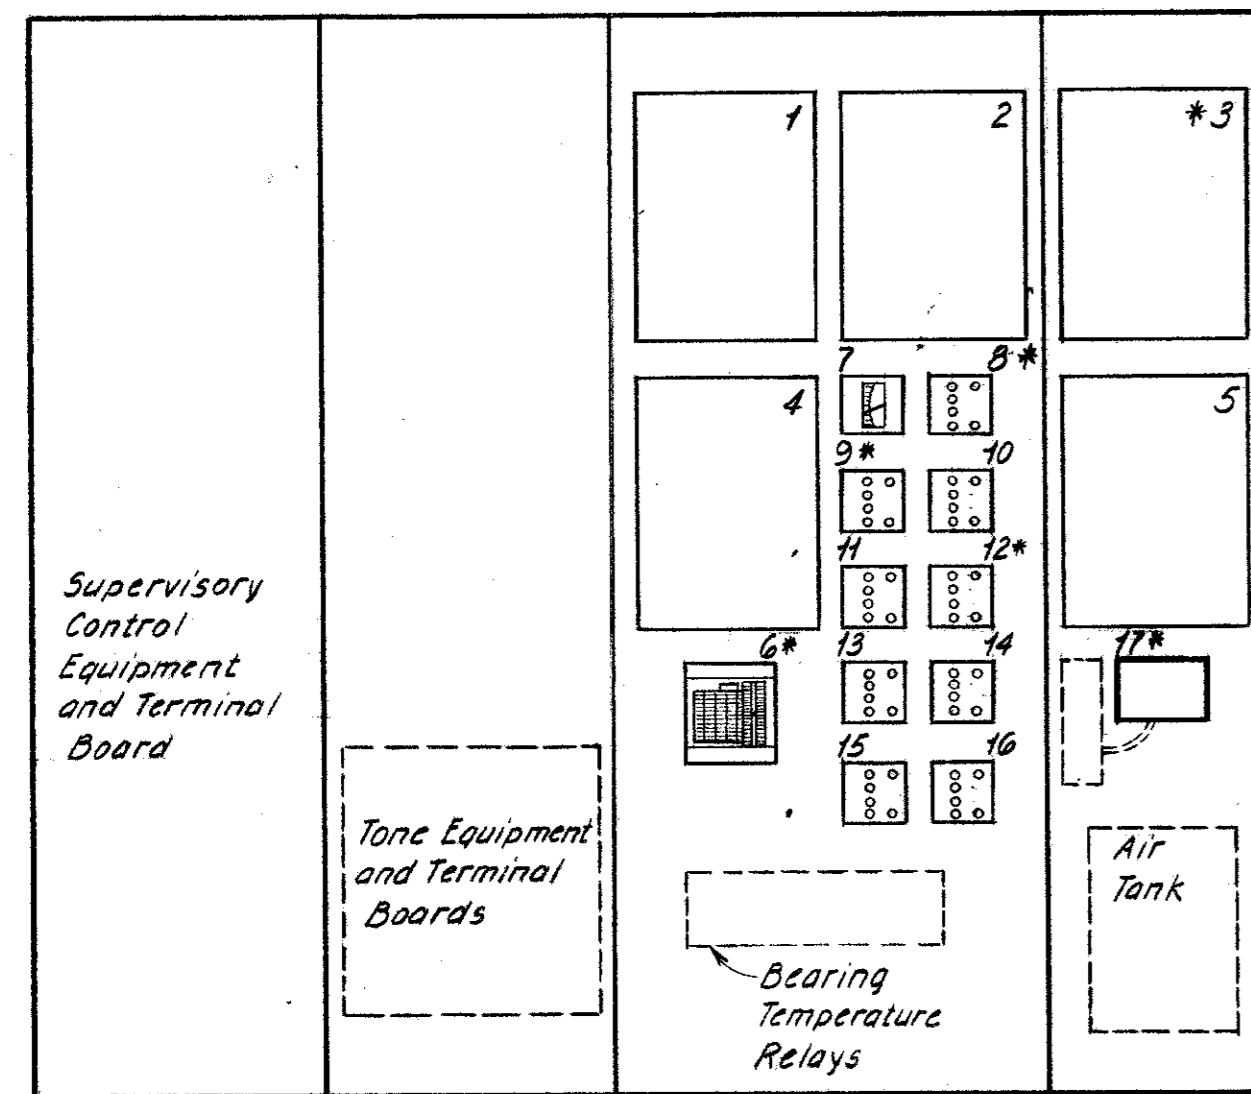 1
2
*3
7
8*
4
5
9*
10
11
12*
Supervisory
Control
Equipment
and Terminal
Board
6*
13
14
17*
15
16
Tone Equipment
and Terminal
Boards
Air
Tank
Bearing
Temperature
Relays